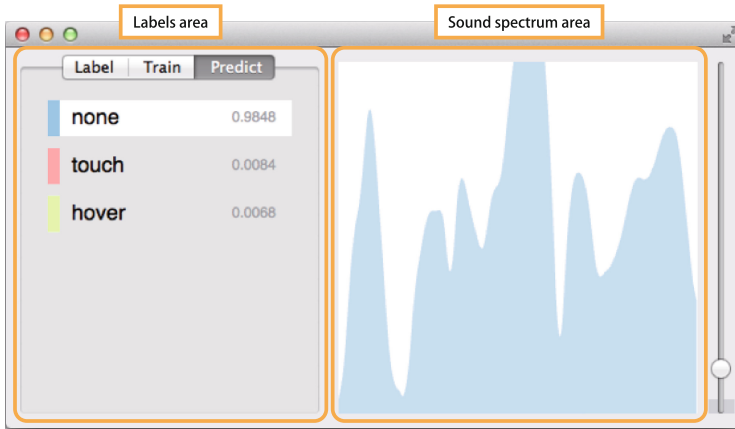 Labels area
Sound spectrum area
Label Train Predict
none 0.9848
touch 0.0084
hover 0.0068